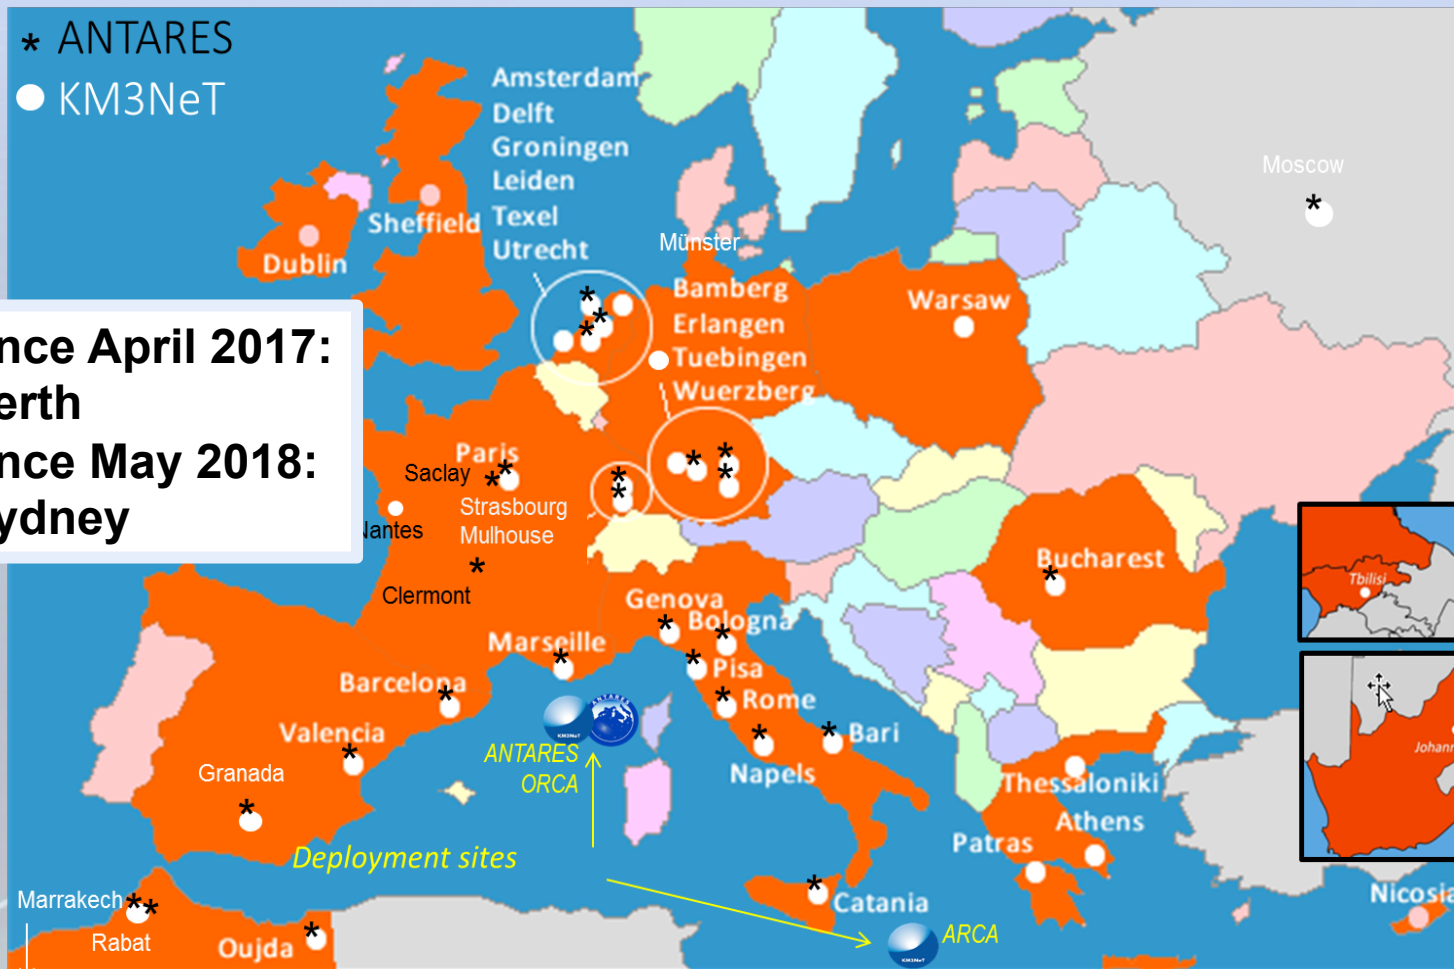 * ANTARES
KM3NeT
Amsterdam
Delft
Groningen
Leiden
Texel
Utrecht
Moscow
Sheffield
Dublin
Münster
Bamberg
Erlangen
Tuebingen
Wuerzberg
Warsaw
nce April 2017:
erth
nce May 2018:
ydney
Paris
Saclay
Strasbourg
Mulhouse
Nantes
Clermont
Bucharest
Tbilisi
Genova
Bologna
Marseille
Pisa
Barcelona
Rome
Valencia
Bari
ANTARES
ORCA
KM3NeT
ANTARES
Napels
Granada
Johann
Thessaloniki
Athens
Patras
Deployment sites
Marrakech
Rabat
Oujda
Catania
ARCA
KM3NeT
Nicosia